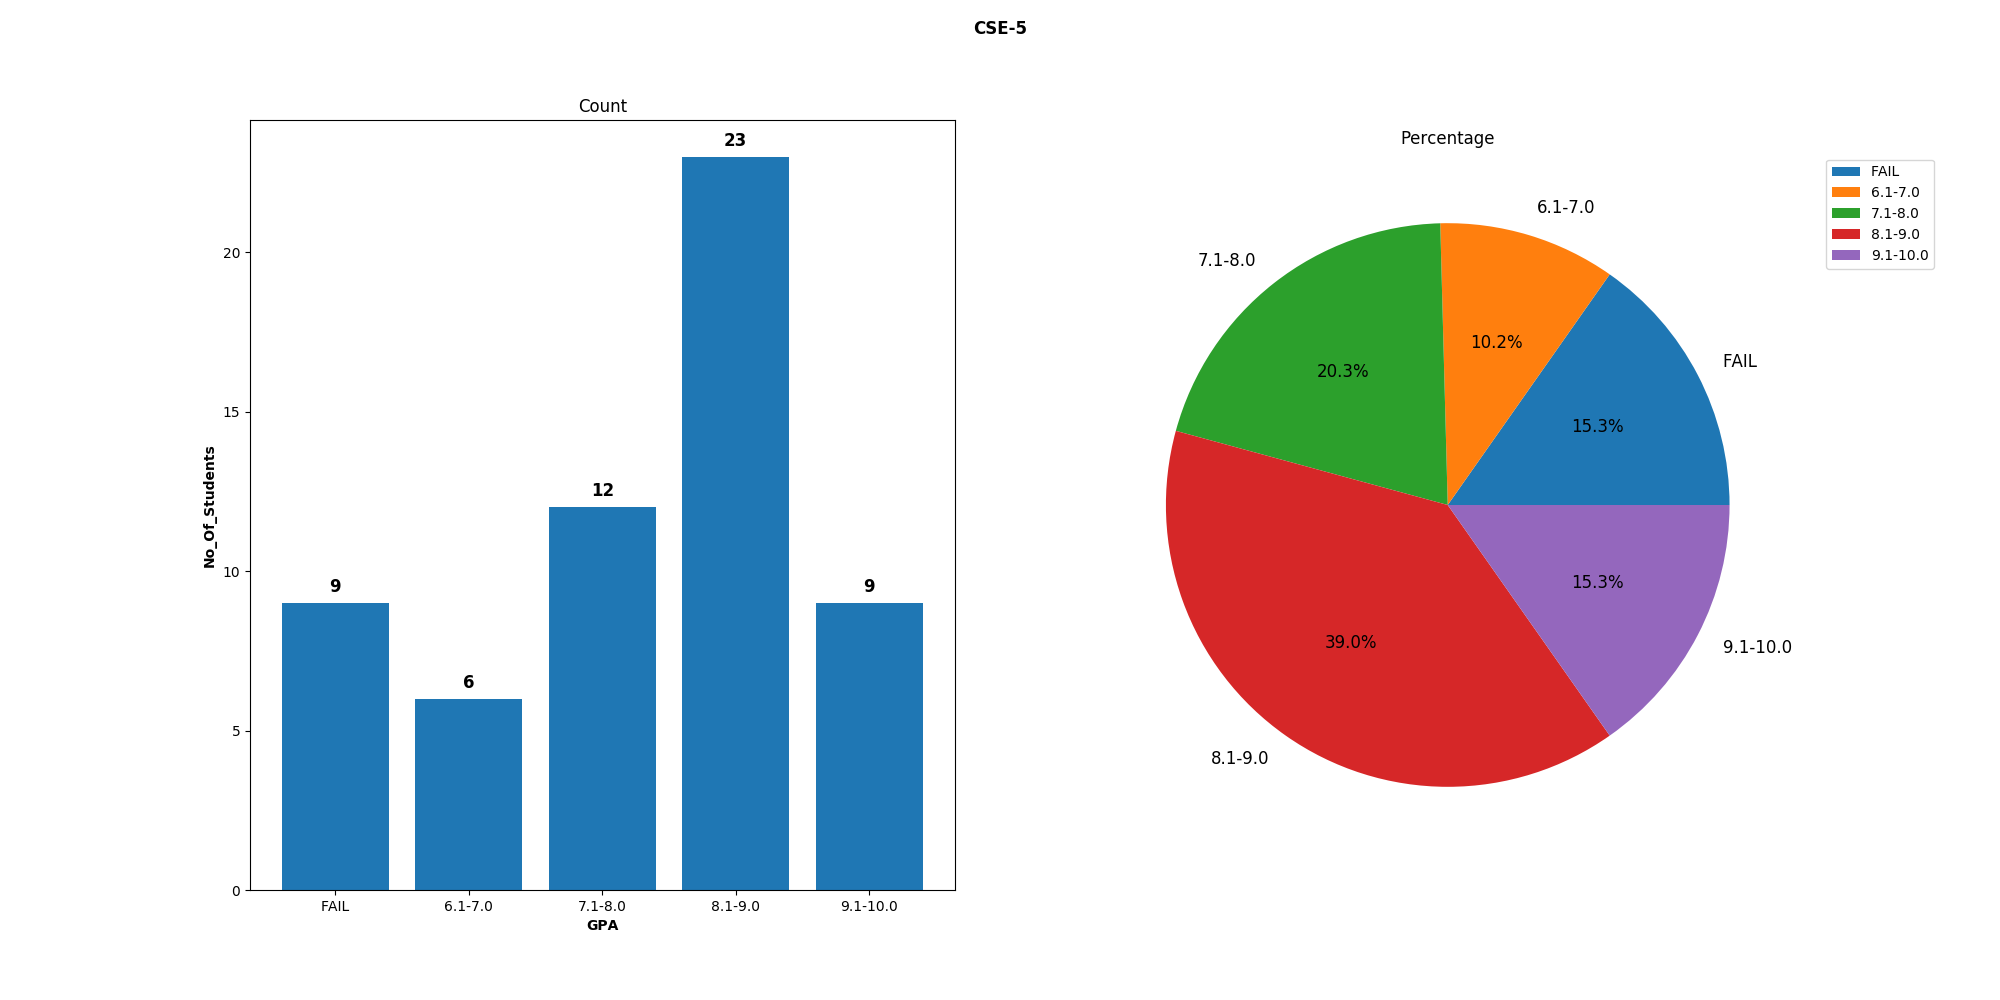 CSE-5
Count
23
12
9
6
9
20
15
10
5
0
No_Of_Students
FAIL 6.1-7.0 7.1-8.0 8.1-9.0 9.1-10.0
GPA
Percentage
FAIL
6.1-7.0
7.1-8.0
8.1-9.0
9.1-10.0
6.1-7.0
7.1-8.0
FAIL
10.2%
20.3%
15.3%
15.3%
39.0%
9.1-10.0
8.1-9.0